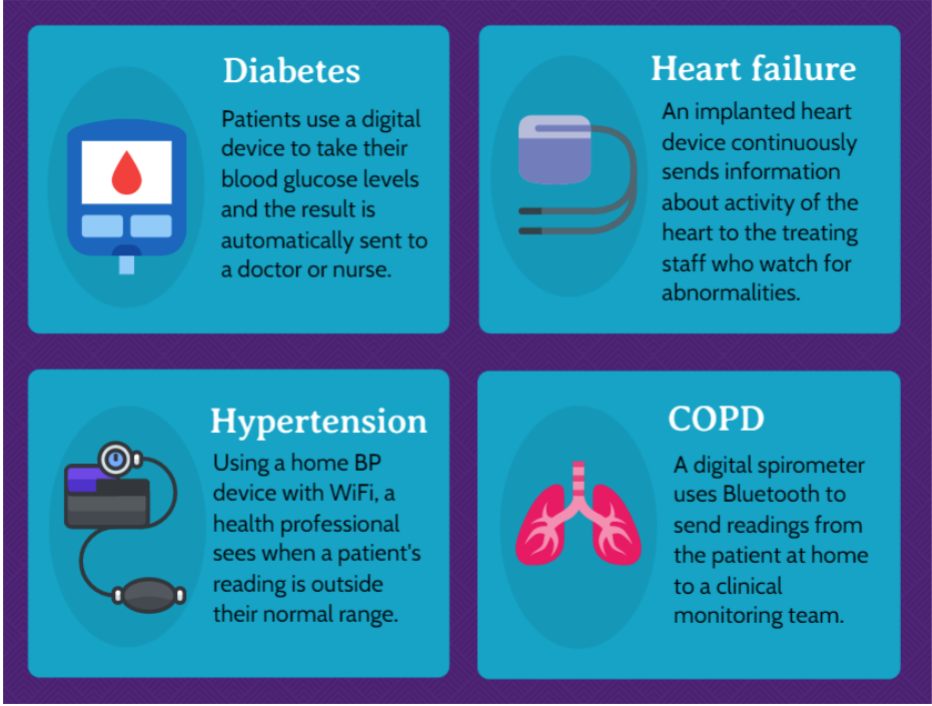 Diabetes
Patients use a digital
device to take their
blood glucose levels
and the result is
automatically sent to
a doctor or nurse.
Heart failure
An implanted heart
device continuously
sends information
about activity of the
heart to the treating
staff who watch for
abnormalities.
Hypertension
Using a home BP
device with WiFi, a
health professional
sees when a patient's
reading is outside
their normal range.
COPD
A digital spirometer
uses Bluetooth to
send readings from
the patient at home
to a clinical
monitoring team.